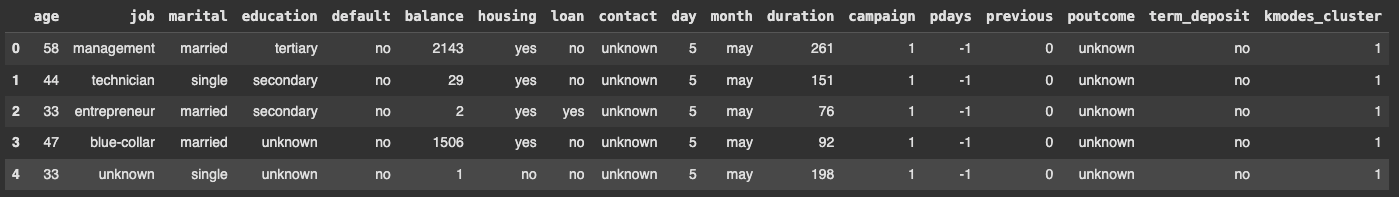 age job marital education default balance housing loan contact day month duration campaign pdays previous poutcome term_deposit kmodes_cluster
0 58 management married tertiary no 2143 yes no unknown 5 may 261 1 -1 0 unknown no 1
1 44 technician single secondary no 29 yes no unknown 5 may 151 1 -1 0 unknown no 1
2 33 entrepreneur married secondary no 2 yes yes unknown 5 may 76 1 -1 0 unknown no 1
3 47 blue-collar married unknown no 1506 yes no unknown 5 may 92 1 -1 0 unknown no 1
4 33 unknown single unknown no 1 no no unknown 5 may 198 1 -1 0 unknown no 1